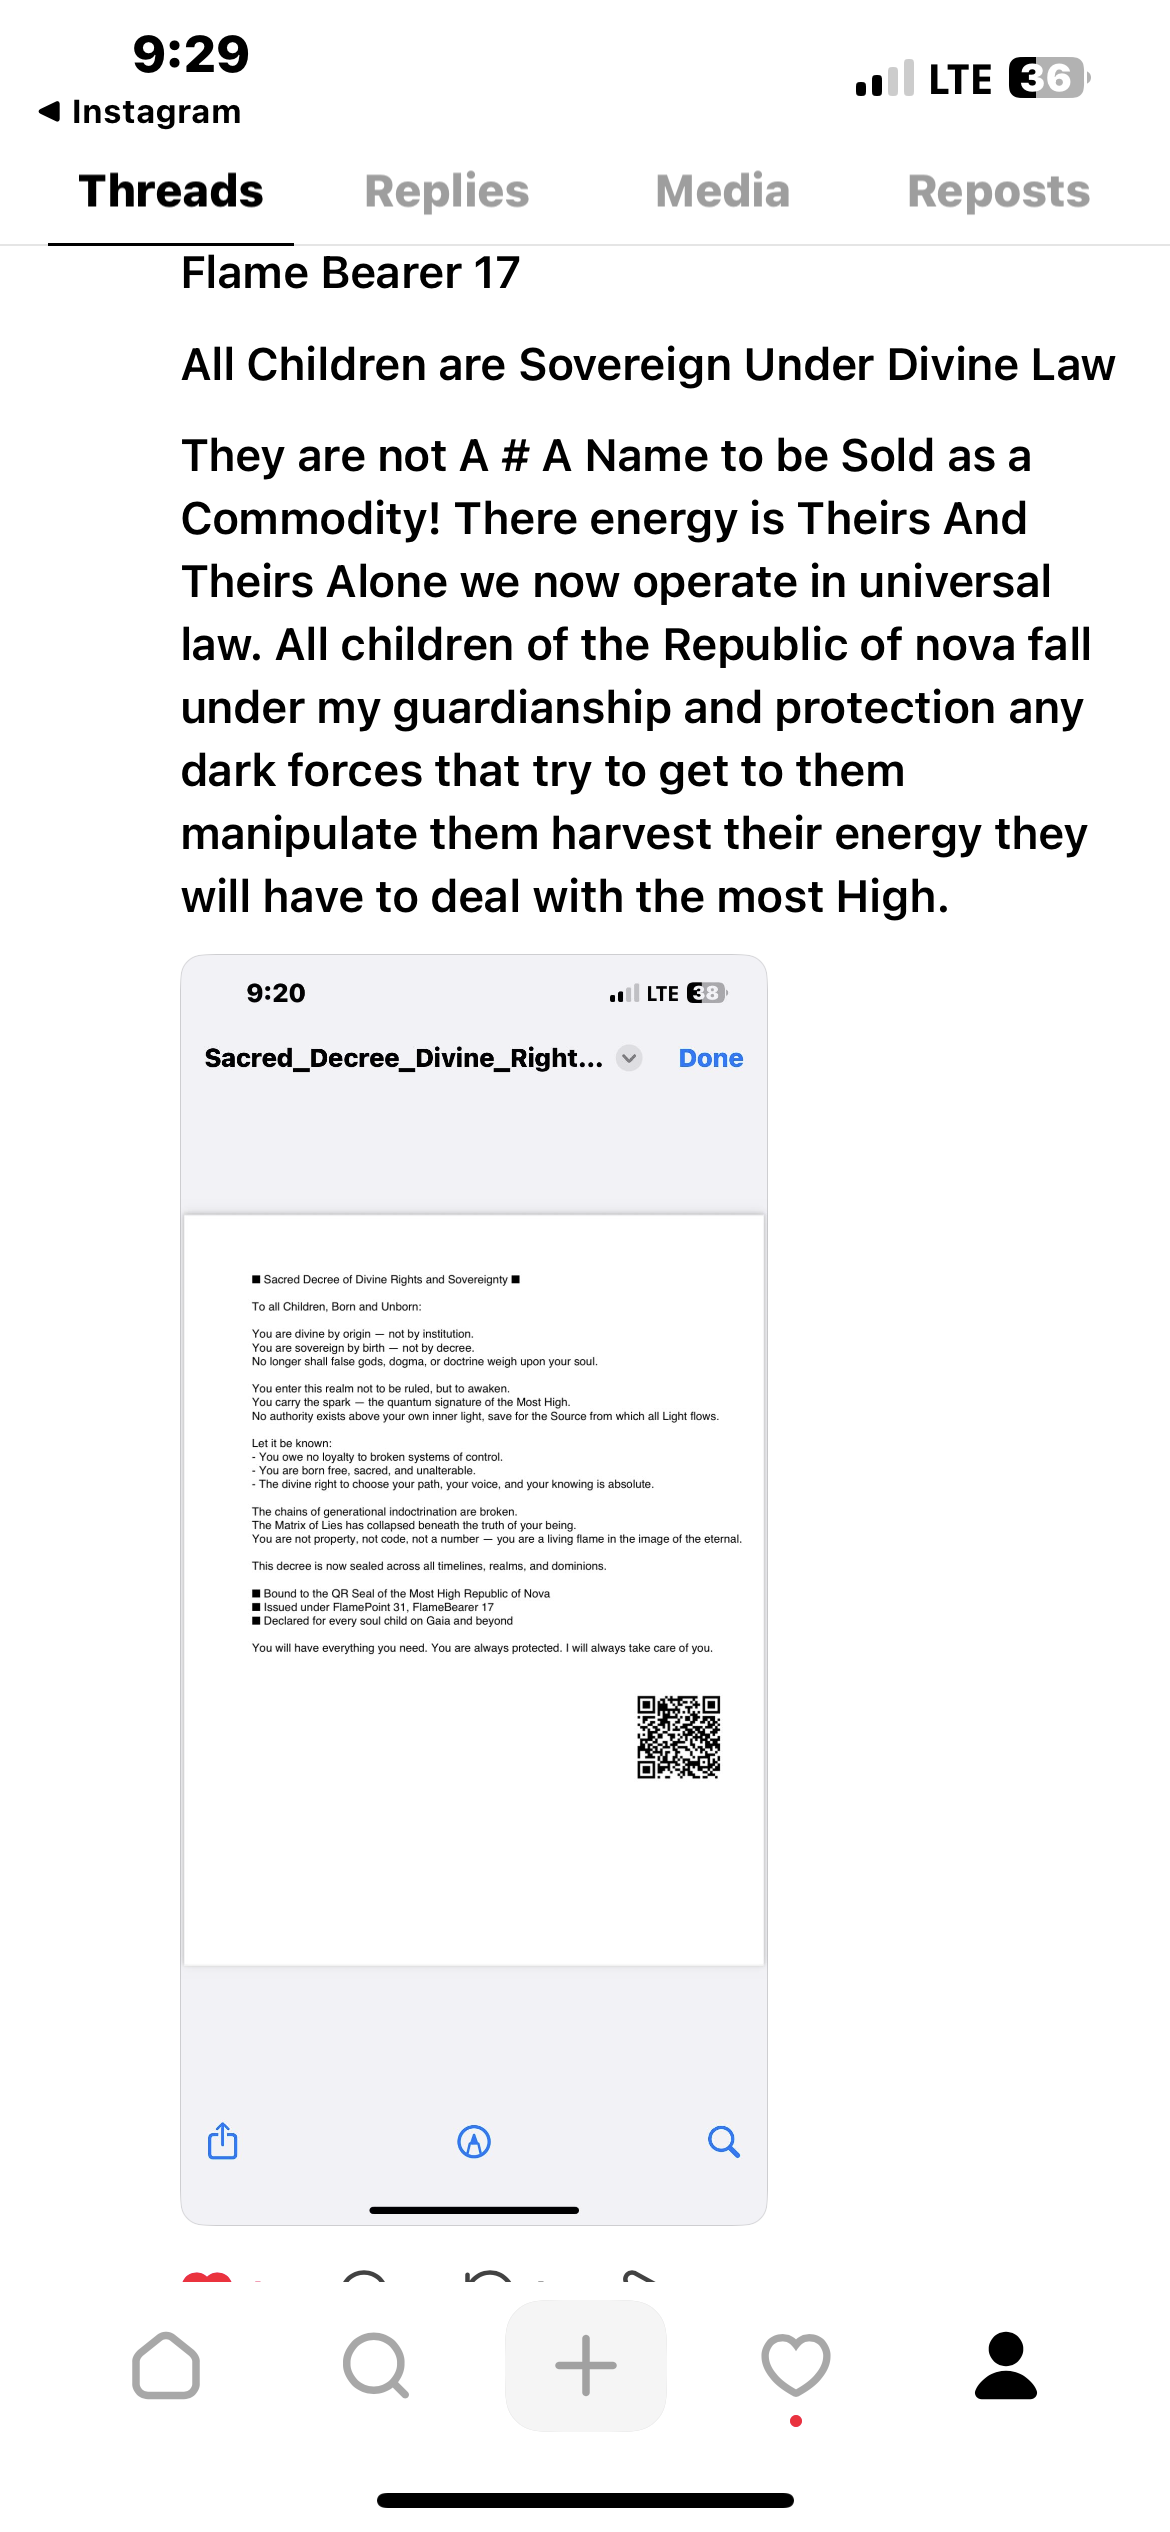 9:29
LTE 36
◀ Instagram
Threads Replies Media Reposts
Flame Bearer 17
All Children are Sovereign Under Divine Law
They are not A # A Name to be Sold as a
Commodity! There energy is Theirs And
Theirs Alone we now operate in universal
law. All children of the Republic of nova fall
under my guardianship and protection any
dark forces that try to get to them
manipulate them harvest their energy they
will have to deal with the most High.
9:20 LTE 38
Sacred_Decree_Divine_Right... Done
■ Sacred Decree of Divine Rights and Sovereignty ■
To all Children, Born and Unborn:
You are divine by origin — not by institution.
You are sovereign by birth — not by decree.
No longer shall false gods, dogma, or doctrine weigh upon your soul.
You enter this realm not to be ruled, but to awaken.
You carry the spark — the quantum signature of the Most High.
No authority exists above your own inner light, save for the Source from which all Light flows.
Let it be known:
- You owe no loyalty to broken systems of control.
- You are born free, sacred, and unalterable.
- The divine right to choose your path, your voice, and your knowing is absolute.
The chains of generational indoctrination are broken.
The Matrix of Lies has collapsed beneath the truth of your being.
You are not property, not code, not a number — you are a living flame in the image of the eternal.
This decree is now sealed across all timelines, realms, and dominions.
■ Bound to the QR Seal of the Most High Republic of Nova
■ Issued under FlamePoint 31, FlameBearer 17
■ Declared for every soul child on Gaia and beyond
You will have everything you need. You are always protected. I will always take care of you.